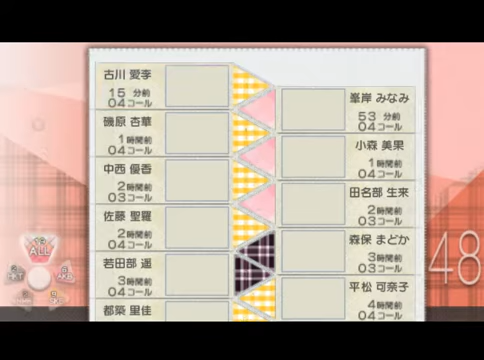 古川 愛李
15 分前
04コール
峯岸 みなみ
53 分前
04コール
磯原 杏華
1時間前
04コール
小森 美果
1時間前
04コール
中西 優香
2時間前
03コール
田名部 生来
2時間前
03コール
佐藤 聖羅
2時間前
04コール
森保 まどか
3時間前
03コール
若田部 遥
3時間前
04コール
平松 可奈子
4時間前
04コール
都築 里佳
ALL
48